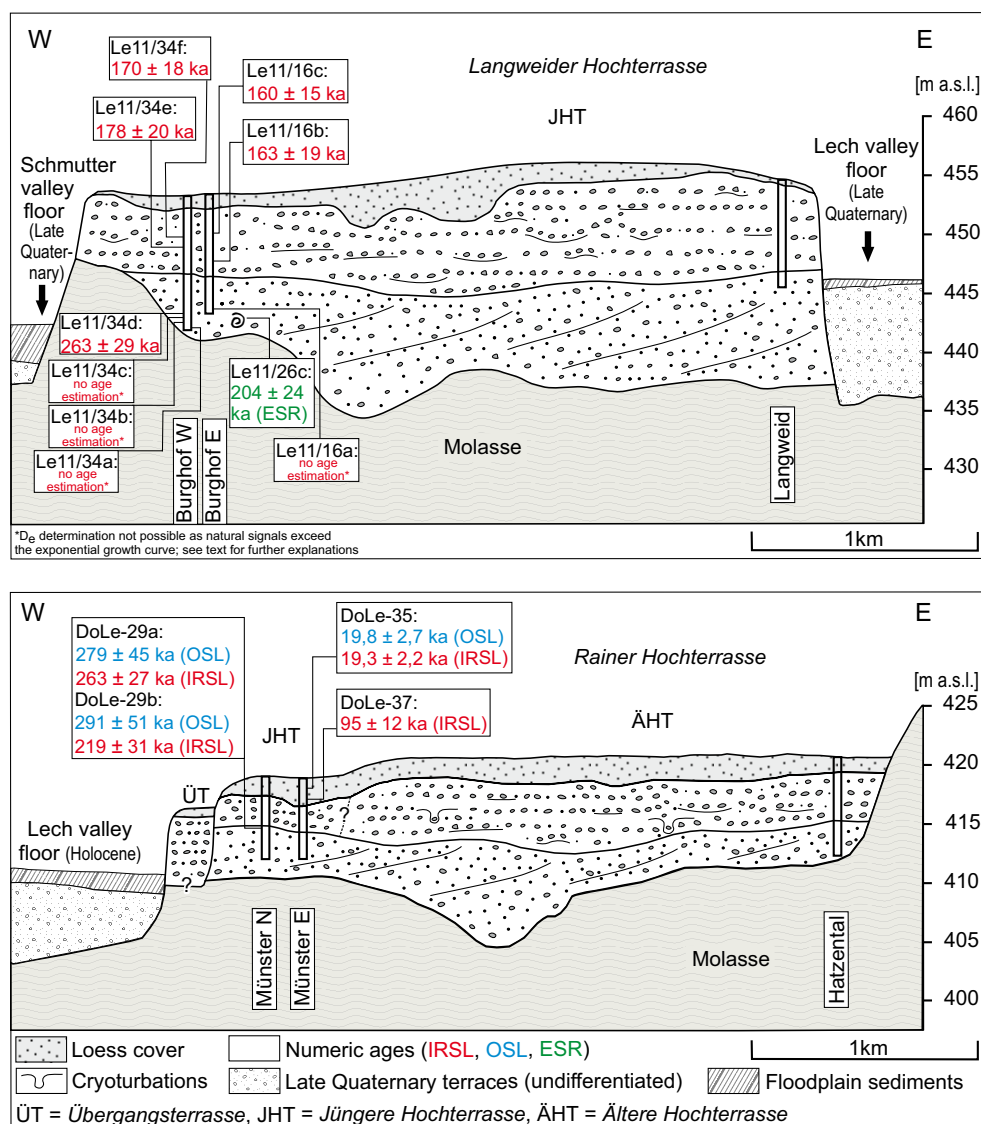 W
E
Le11/34f:
170 ± 18 ka
Le11/16c:
160 ± 15 ka
Langweider Hochterrasse
[m a.s.l.]
Le11/34e:
178 ± 20 ka
Le11/16b:
163 ± 19 ka
JHT
460
Schmutter
valley
floor
(Late
Quater-
nary)
Lech valley
floor
(Late
Quaternary)
455
450
445
440
435
430
Le11/34d:
263 ± 29 ka
Le11/34c:
no age
estimation*
Le11/34b:
no age
estimation*
Le11/34a:
no age
estimation*
Le11/26c:
204 ± 24
ka (ESR)
Le11/16a:
no age
estimation*
Burghof W
Burghof E
Molasse
Langweid
*De determination not possible as natural signals exceed
the exponential growth curve; see text for further explanations
1km
W
E
DoLe-29a:
279 ± 45 ka (OSL)
263 ± 27 ka (IRSL)
DoLe-29b:
291 ± 51 ka (OSL)
219 ± 31 ka (IRSL)
DoLe-35:
19,8 ± 2,7 ka (OSL)
19,3 ± 2,2 ka (IRSL)
DoLe-37:
95 ± 12 ka (IRSL)
Rainer Hochterrasse
[m a.s.l.]
JHT
ÄHT
425
420
415
410
405
400
ÜT
?
?
Lech valley
floor (Holocene)
Münster N
Münster E
Molasse
Hatzental
1km
Loess cover
Numeric ages (IRSL, OSL, ESR)
Cryoturbations
Late Quaternary terraces (undifferentiated)
Floodplain sediments
ÜT = Übergangsterrasse, JHT = Jüngere Hochterrasse, ÄHT = Ältere Hochterrasse